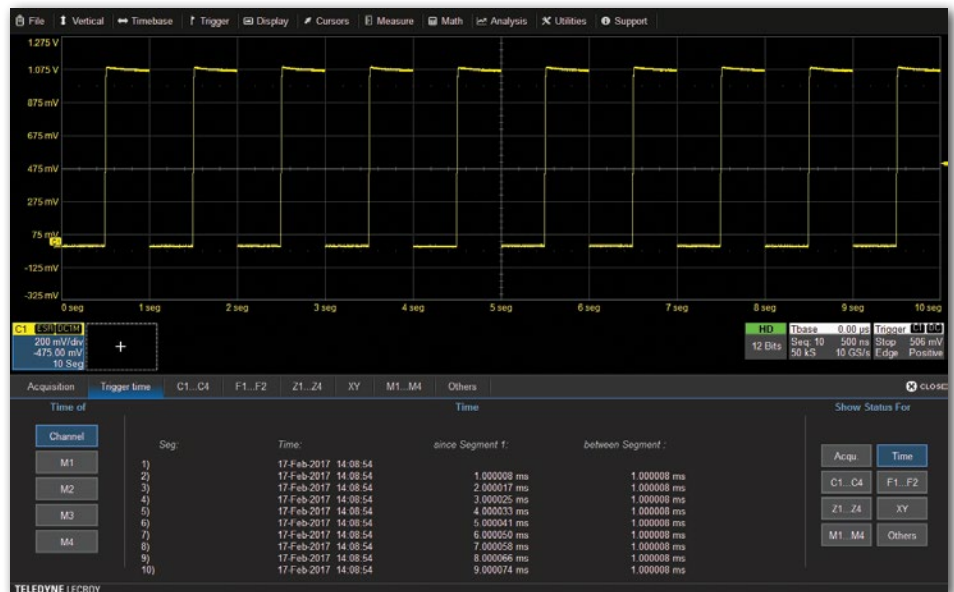 File Vertical Timebase Trigger Display Cursors Measure Math Analysis Utilities Support
1.275 V
1.075 V
875 mV
675 mV
475 mV
275 mV
75 mV
C1
-125 mV
-325 mV
0 seg 1 seg 2 seg 3 seg 4 seg 5 seg 6 seg 7 seg 8 seg 9 seg 10 seg
C1 ESR DC1M
200 mV/div
-475.00 mV
10 Seg
+
HD
12 Bits
Tbase 0.00 µs
Seq: 10 500 ns
50 kS 10 GS/s
Trigger C1 DC
Stop 506 mV
Edge Positive
Acquisition Trigger time C1...C4 F1...F2 Z1...Z4 XY M1...M4 Others CLOSE
Time of Time Show Status For
Channel
M1
M2
M3
M4
Seg: Time: since Segment 1: between Segment :
1) 17-Feb-2017 14:08:54
2) 17-Feb-2017 14:08:54 1.000008 ms 1.000008 ms
3) 17-Feb-2017 14:08:54 2.000017 ms 1.000008 ms
4) 17-Feb-2017 14:08:54 3.000025 ms 1.000008 ms
5) 17-Feb-2017 14:08:54 4.000033 ms 1.000008 ms
6) 17-Feb-2017 14:08:54 5.000041 ms 1.000008 ms
7) 17-Feb-2017 14:08:54 6.000050 ms 1.000008 ms
8) 17-Feb-2017 14:08:54 7.000058 ms 1.000008 ms
9) 17-Feb-2017 14:08:54 8.000066 ms 1.000008 ms
10) 17-Feb-2017 14:08:54 9.000074 ms 1.000008 ms
Acqu. Time
C1...C4 F1...F2
Z1...Z4 XY
M1...M4 Others
TELEDYNE LECROY